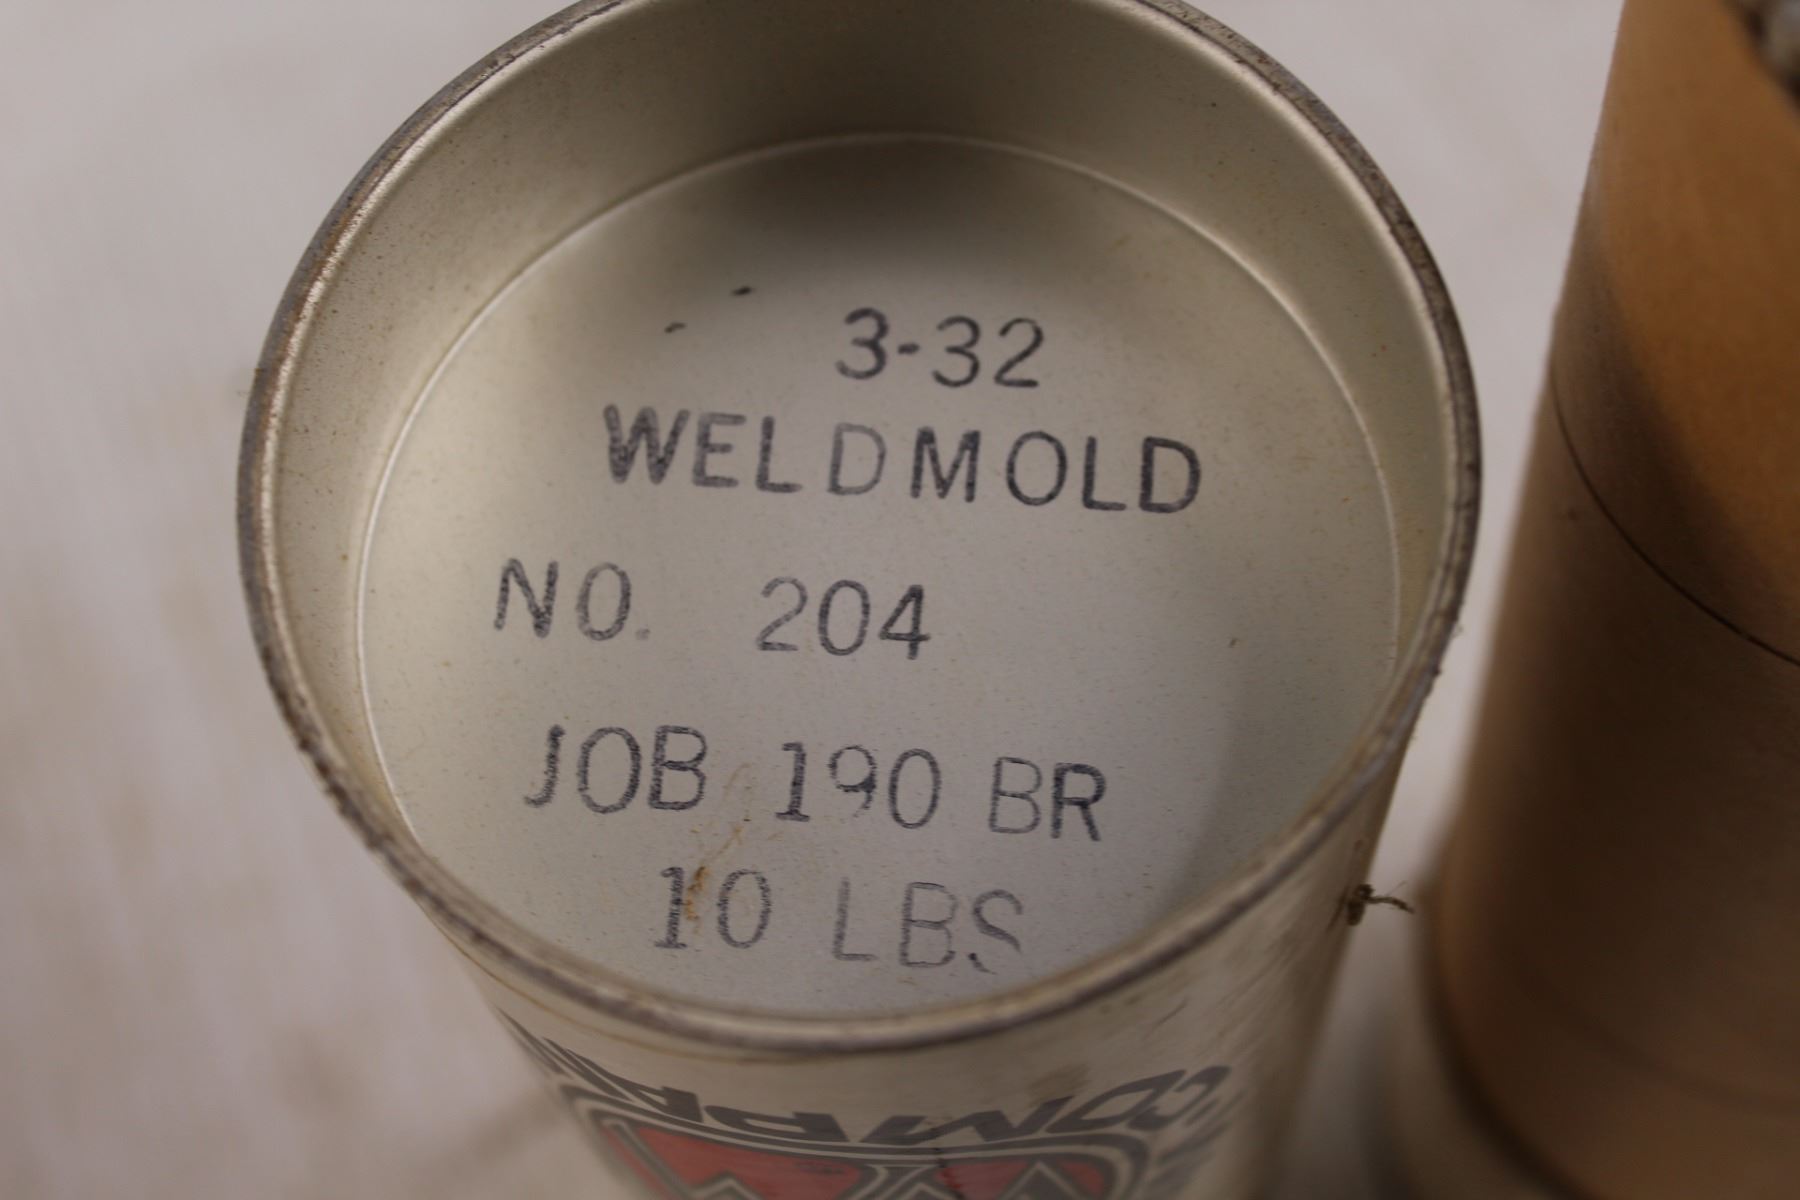 3-32
WELDMOLD
NO. 204
JOB 190 BR
10 LBS